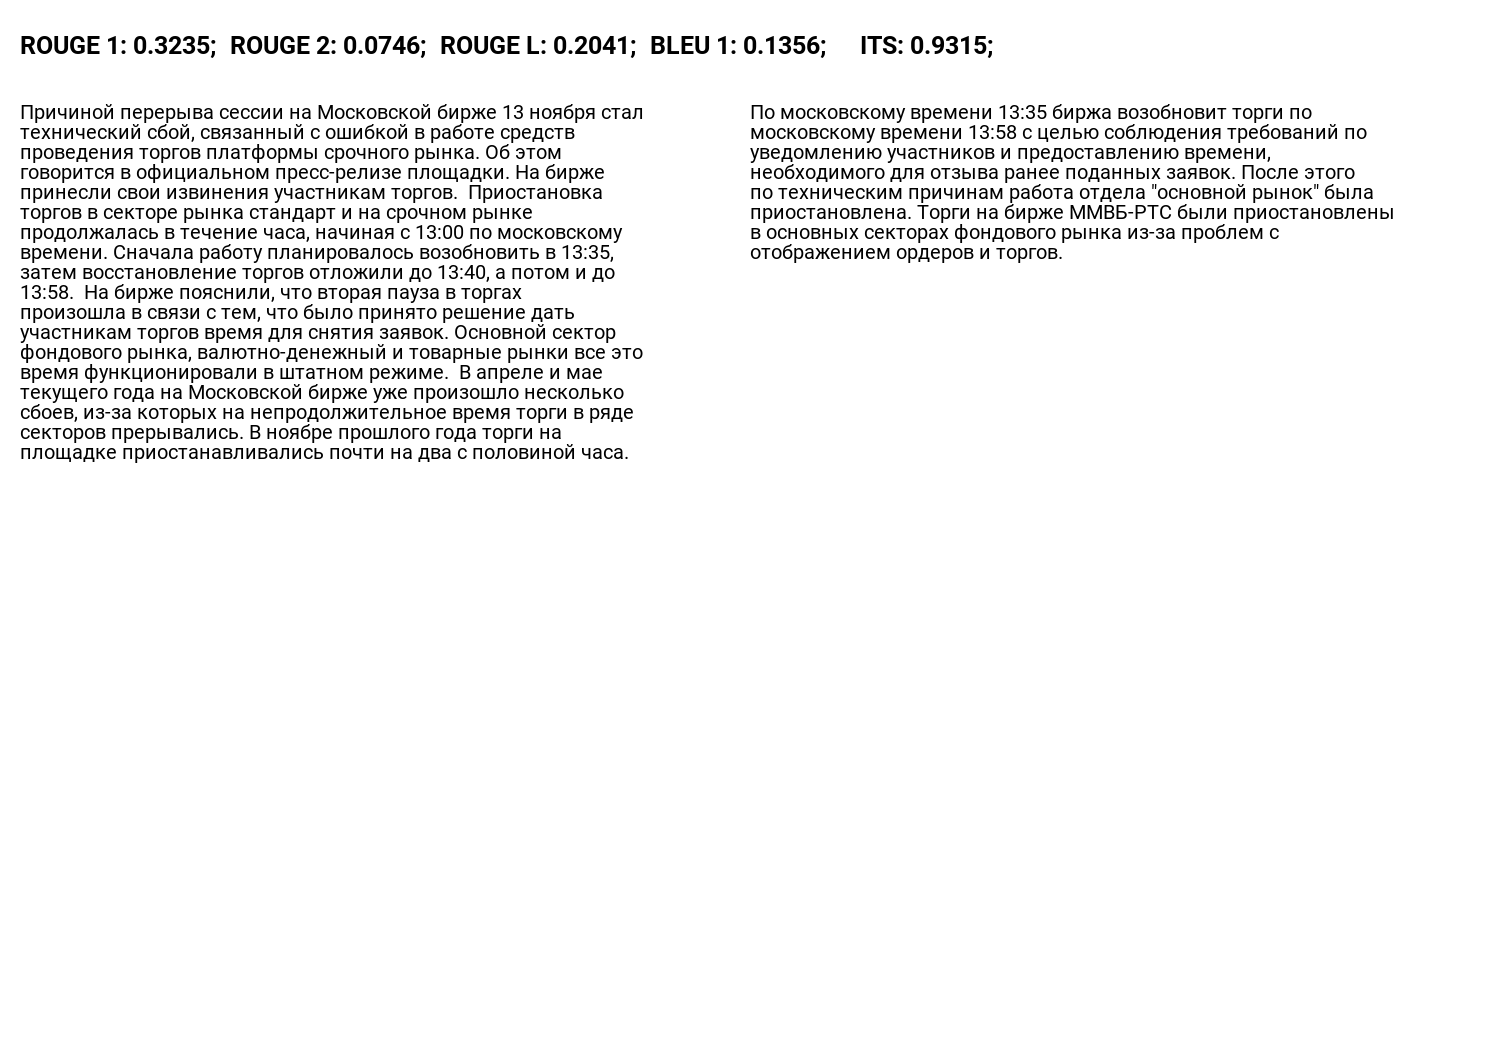 ROUGE 1: 0.3235;  ROUGE 2: 0.0746;  ROUGE L: 0.2041;  BLEU 1: 0.1356;     ITS: 0.9315;
Причиной перерыва сессии на Московской бирже 13 ноября стал
технический сбой, связанный с ошибкой в работе средств
проведения торгов платформы срочного рынка. Об этом
говорится в официальном пресс-релизе площадки. На бирже
принесли свои извинения участникам торгов.  Приостановка
торгов в секторе рынка стандарт и на срочном рынке
продолжалась в течение часа, начиная с 13:00 по московскому
времени. Сначала работу планировалось возобновить в 13:35,
затем восстановление торгов отложили до 13:40, а потом и до
13:58.  На бирже пояснили, что вторая пауза в торгах
произошла в связи с тем, что было принято решение дать
участникам торгов время для снятия заявок. Основной сектор
фондового рынка, валютно-денежный и товарные рынки все это
время функционировали в штатном режиме.  В апреле и мае
текущего года на Московской бирже уже произошло несколько
сбоев, из-за которых на непродолжительное время торги в ряде
секторов прерывались. В ноябре прошлого года торги на
площадке приостанавливались почти на два с половиной часа.
По московскому времени 13:35 биржа возобновит торги по
московскому времени 13:58 с целью соблюдения требований по
уведомлению участников и предоставлению времени,
необходимого для отзыва ранее поданных заявок. После этого
по техническим причинам работа отдела "основной рынок" была
приостановлена. Торги на бирже ММВБ-РТС были приостановлены
в основных секторах фондового рынка из-за проблем с
отображением ордеров и торгов.